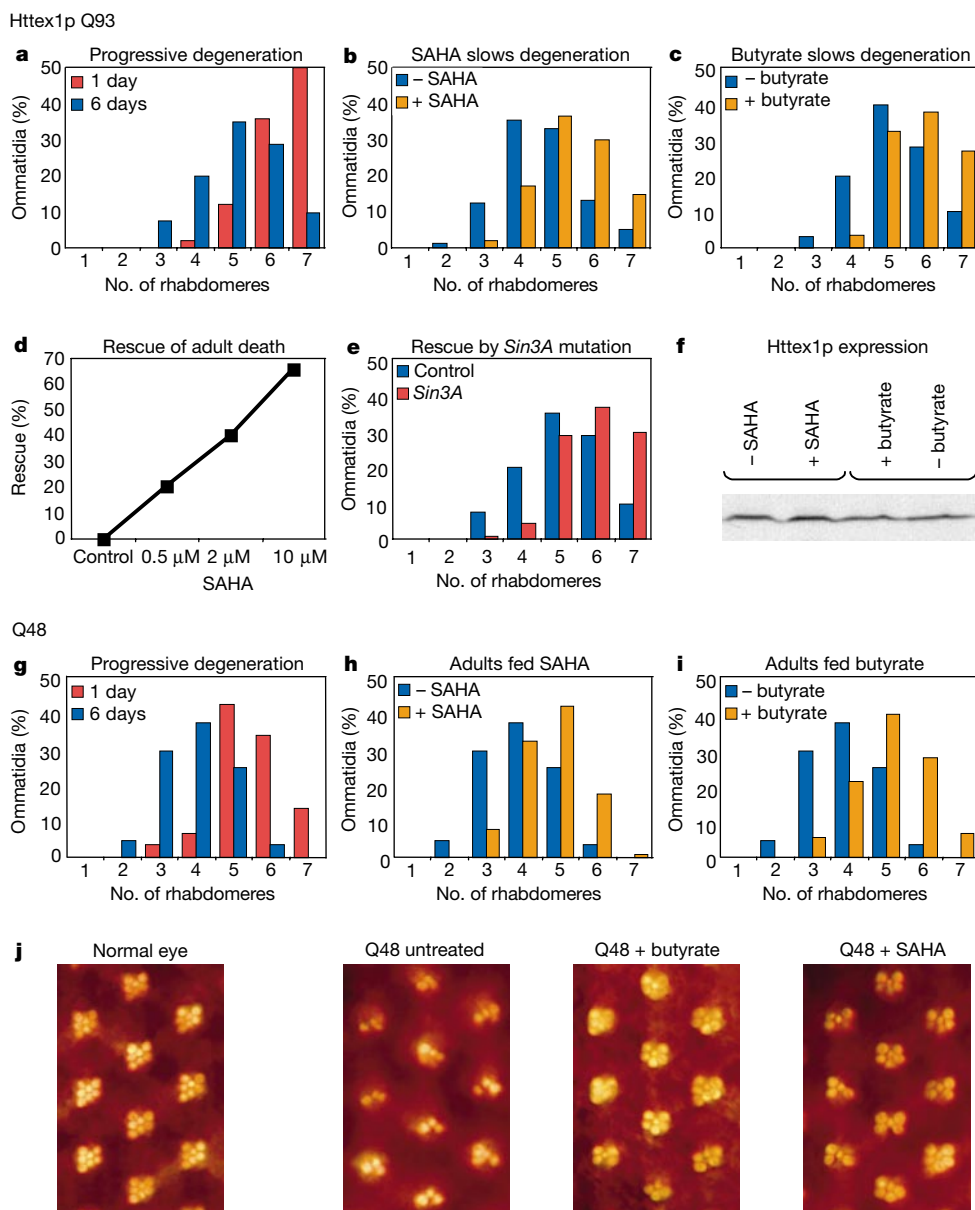 Httex1p Q93
a Progressive degeneration
1 day
6 days
Ommatidia (%)
50
40
30
20
10
0
1 2 3 4 5 6 7
No. of rhabdomeres
b SAHA slows degeneration
– SAHA
+ SAHA
Ommatidia (%)
50
40
30
20
10
0
1 2 3 4 5 6 7
No. of rhabdomeres
c Butyrate slows degeneration
– butyrate
+ butyrate
Ommatidia (%)
50
40
30
20
10
0
1 2 3 4 5 6 7
No. of rhabdomeres
d Rescue of adult death
Rescue (%)
70
60
50
40
30
20
10
0
Control 0.5 μM 2 μM 10 μM
SAHA
e Rescue by Sin3A mutation
Control
Sin3A
Ommatidia (%)
50
40
30
20
10
0
1 2 3 4 5 6 7
No. of rhabdomeres
f Httex1p expression
– SAHA
+ SAHA
+ butyrate
– butyrate
Q48
g Progressive degeneration
1 day
6 days
Ommatidia (%)
50
40
30
20
10
0
1 2 3 4 5 6 7
No. of rhabdomeres
h Adults fed SAHA
– SAHA
+ SAHA
Ommatidia (%)
50
40
30
20
10
0
1 2 3 4 5 6 7
No. of rhabdomeres
i Adults fed butyrate
– butyrate
+ butyrate
Ommatidia (%)
50
40
30
20
10
0
1 2 3 4 5 6 7
No. of rhabdomeres
j Normal eye Q48 untreated Q48 + butyrate Q48 + SAHA